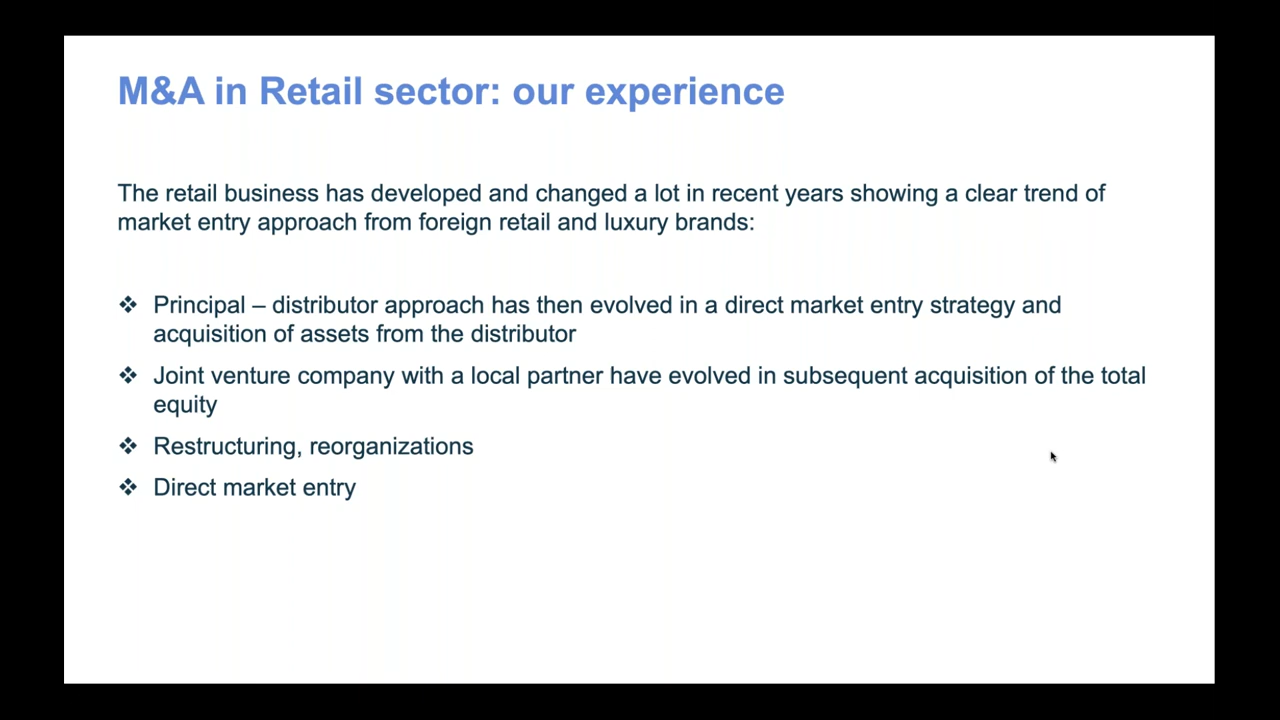 M&A in Retail sector: our experience
The retail business has developed and changed a lot in recent years showing a clear trend of
market entry approach from foreign retail and luxury brands:
❖ Principal – distributor approach has then evolved in a direct market entry strategy and
acquisition of assets from the distributor
❖ Joint venture company with a local partner have evolved in subsequent acquisition of the total
equity
❖ Restructuring, reorganizations
❖ Direct market entry